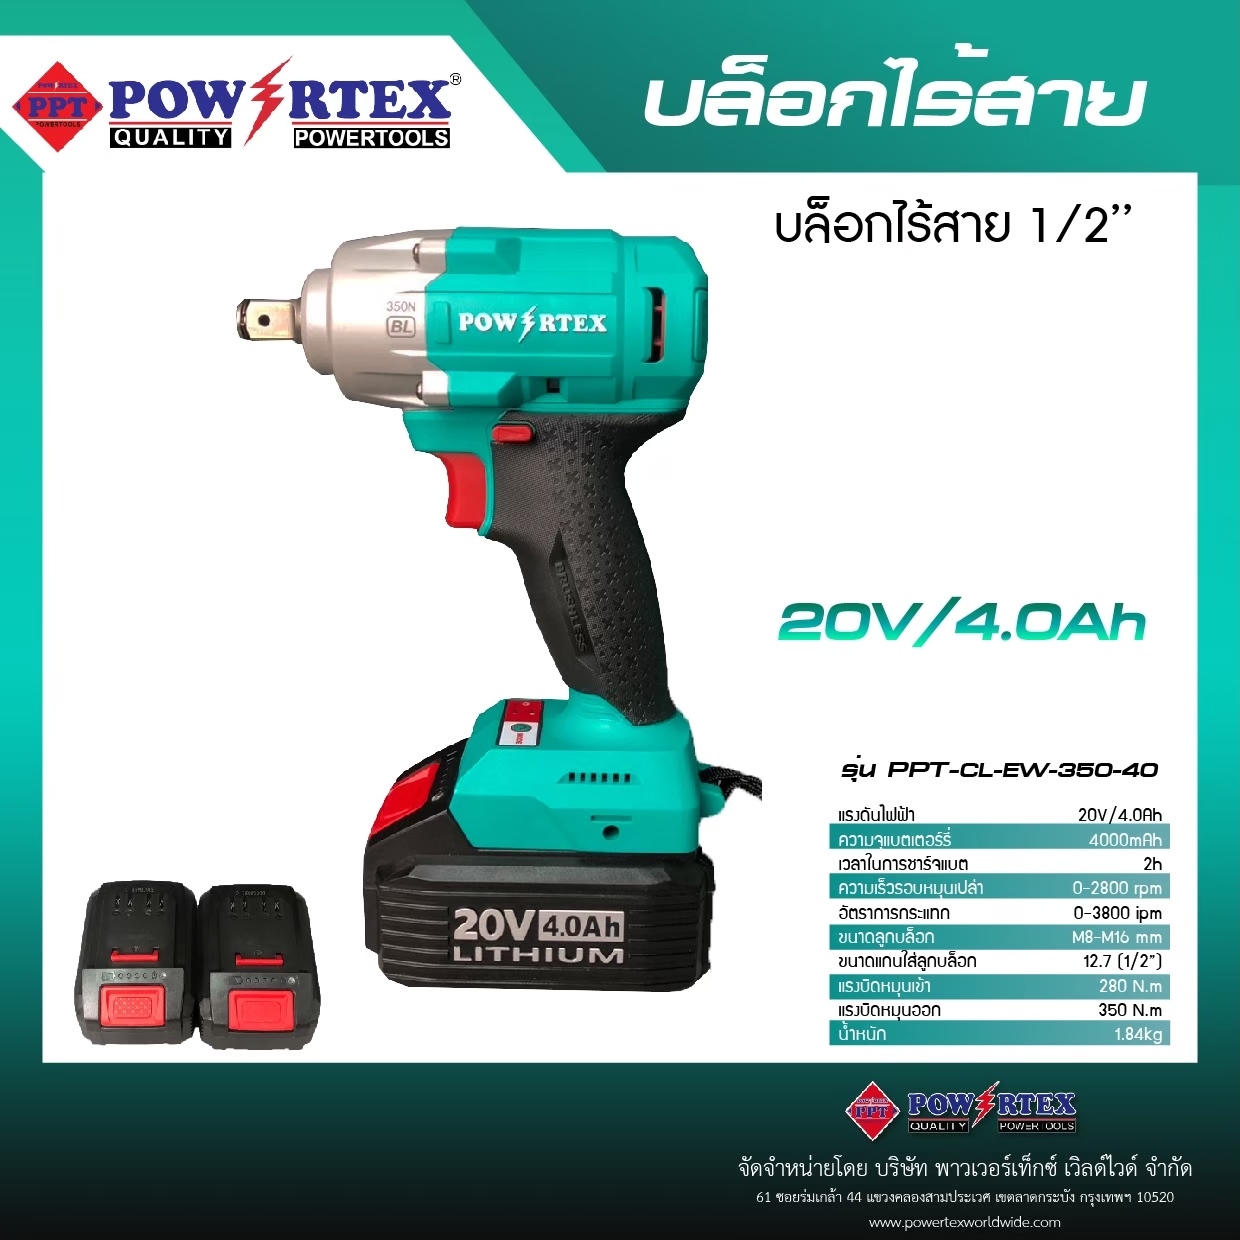 POWERTEX®
PPT
QUALITY POWERTOOLS
บล็อกไร้สาย
บล็อกไร้สาย 1/2’’
350N
BL
POWERTEX
BRUSHLESS
20V/4.0Ah
MODE
20V 4.0Ah
LITHIUM
รุ่น PPT-CL-EW-350-40
แรงดันไฟฟ้า 20V/4.0Ah
ความจุแบตเตอร์รี่ 4000mAh
เวลาในการชาร์จแบต 2h
ความเร็วรอบหมุนเปล่า 0-2800 rpm
อัตราการกระแทก 0-3800 ipm
ขนาดลูกบล็อก M8-M16 mm
ขนาดแกนใส่ลูกบล็อก 12.7 (1/2”)
แรงบิดหมุนเข้า 280 N.m
แรงบิดหมุนออก 350 N.m
น้ำหนัก 1.84kg
PPT POWERTEX
QUALITY POWERTOOLS
จัดจำหน่ายโดย บริษัท พาวเวอร์เท็กซ์ เวิลด์ไวด์ จำกัด
61 ซอยร่มเกล้า 44 แขวงคลองสามประเวศ เขตลาดกระบัง กรุงเทพฯ 10520
www.powertexworldwide.com